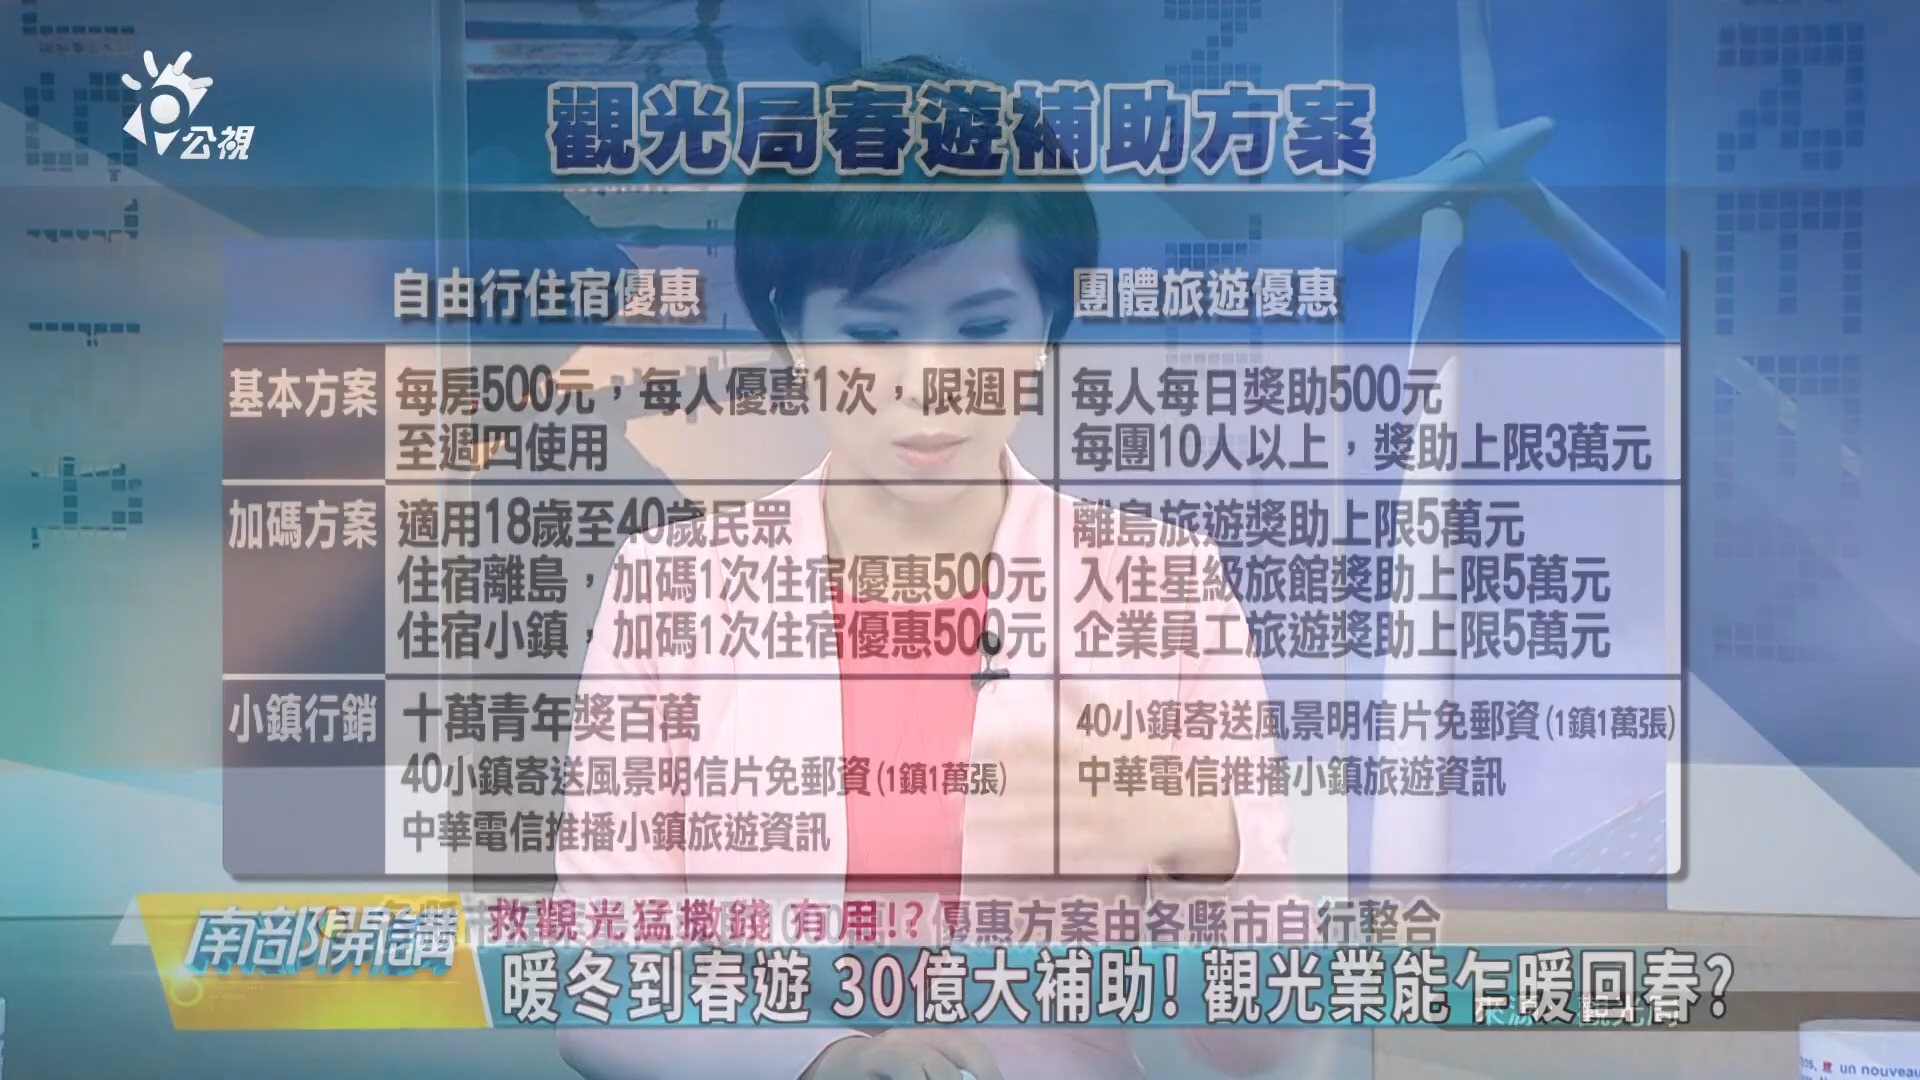 公視
觀光局春遊補助方案
自由行住宿優惠
團體旅遊優惠
基本方案
每房500元，每人優惠1次，限週日
至週四使用
每人每日獎助500元
每團10人以上，獎助上限3萬元
加碼方案
適用18歲至40歲民眾
住宿離島，加碼1次住宿優惠500元
住宿小鎮，加碼1次住宿優惠500元
離島旅遊獎助上限5萬元
入住星級旅館獎助上限5萬元
企業員工旅遊獎助上限5萬元
小鎮行銷
十萬青年獎百萬
40小鎮寄送風景明信片免郵資(1鎮1萬張)
中華電信推播小鎮旅遊資訊
40小鎮寄送風景明信片免郵資(1鎮1萬張)
中華電信推播小鎮旅遊資訊
南部開講
救觀光猛撒錢 有用!?
優惠方案由各縣市自行整合
暖冬到春遊 30億大補助! 觀光業能乍暖回春?
來源 觀光局
un nouveau